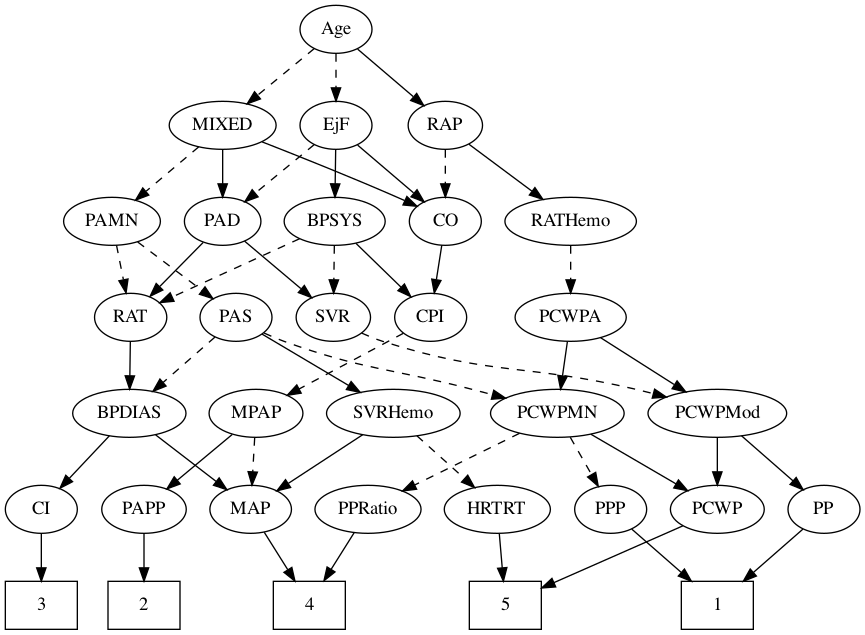 Age
MIXED EjF RAP
PAMN PAD BPSYS CO RATHemo
RAT PAS SVR CPI PCWPA
BPDIAS MPAP SVRHemo PCWPMN PCWPMod
CI PAPP MAP PPRatio HRTRT PPP PCWP PP
3 2 4 5 1